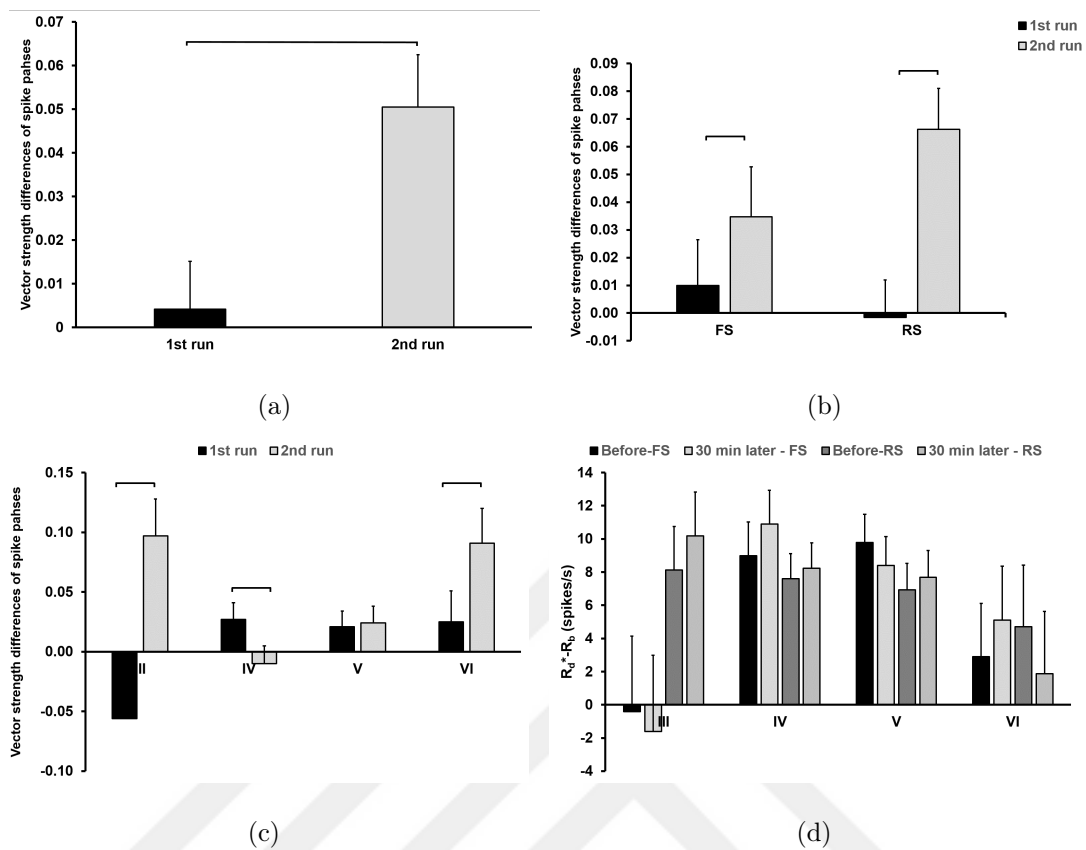 0.07
0.06
0.05
0.04
0.03
0.02
0.01
0
Vector strength differences of spike pahses
1st run
2nd run
(a)
1st run
2nd run
0.09
0.08
0.07
0.06
0.05
0.04
0.03
0.02
0.01
0.00
-0.01
Vector strength differences of spike pahses
FS
RS
(b)
1st run 2nd run
0.15
0.10
0.05
0.00
-0.05
-0.10
Vector strength differences of spike pahses
II
IV
V
VI
(c)
Before-FS 30 min later - FS Before-RS 30 min later - RS
14
12
10
8
6
4
2
0
-2
-4
R_d*-R_b (spikes/s)
III
IV
V
VI
(d)